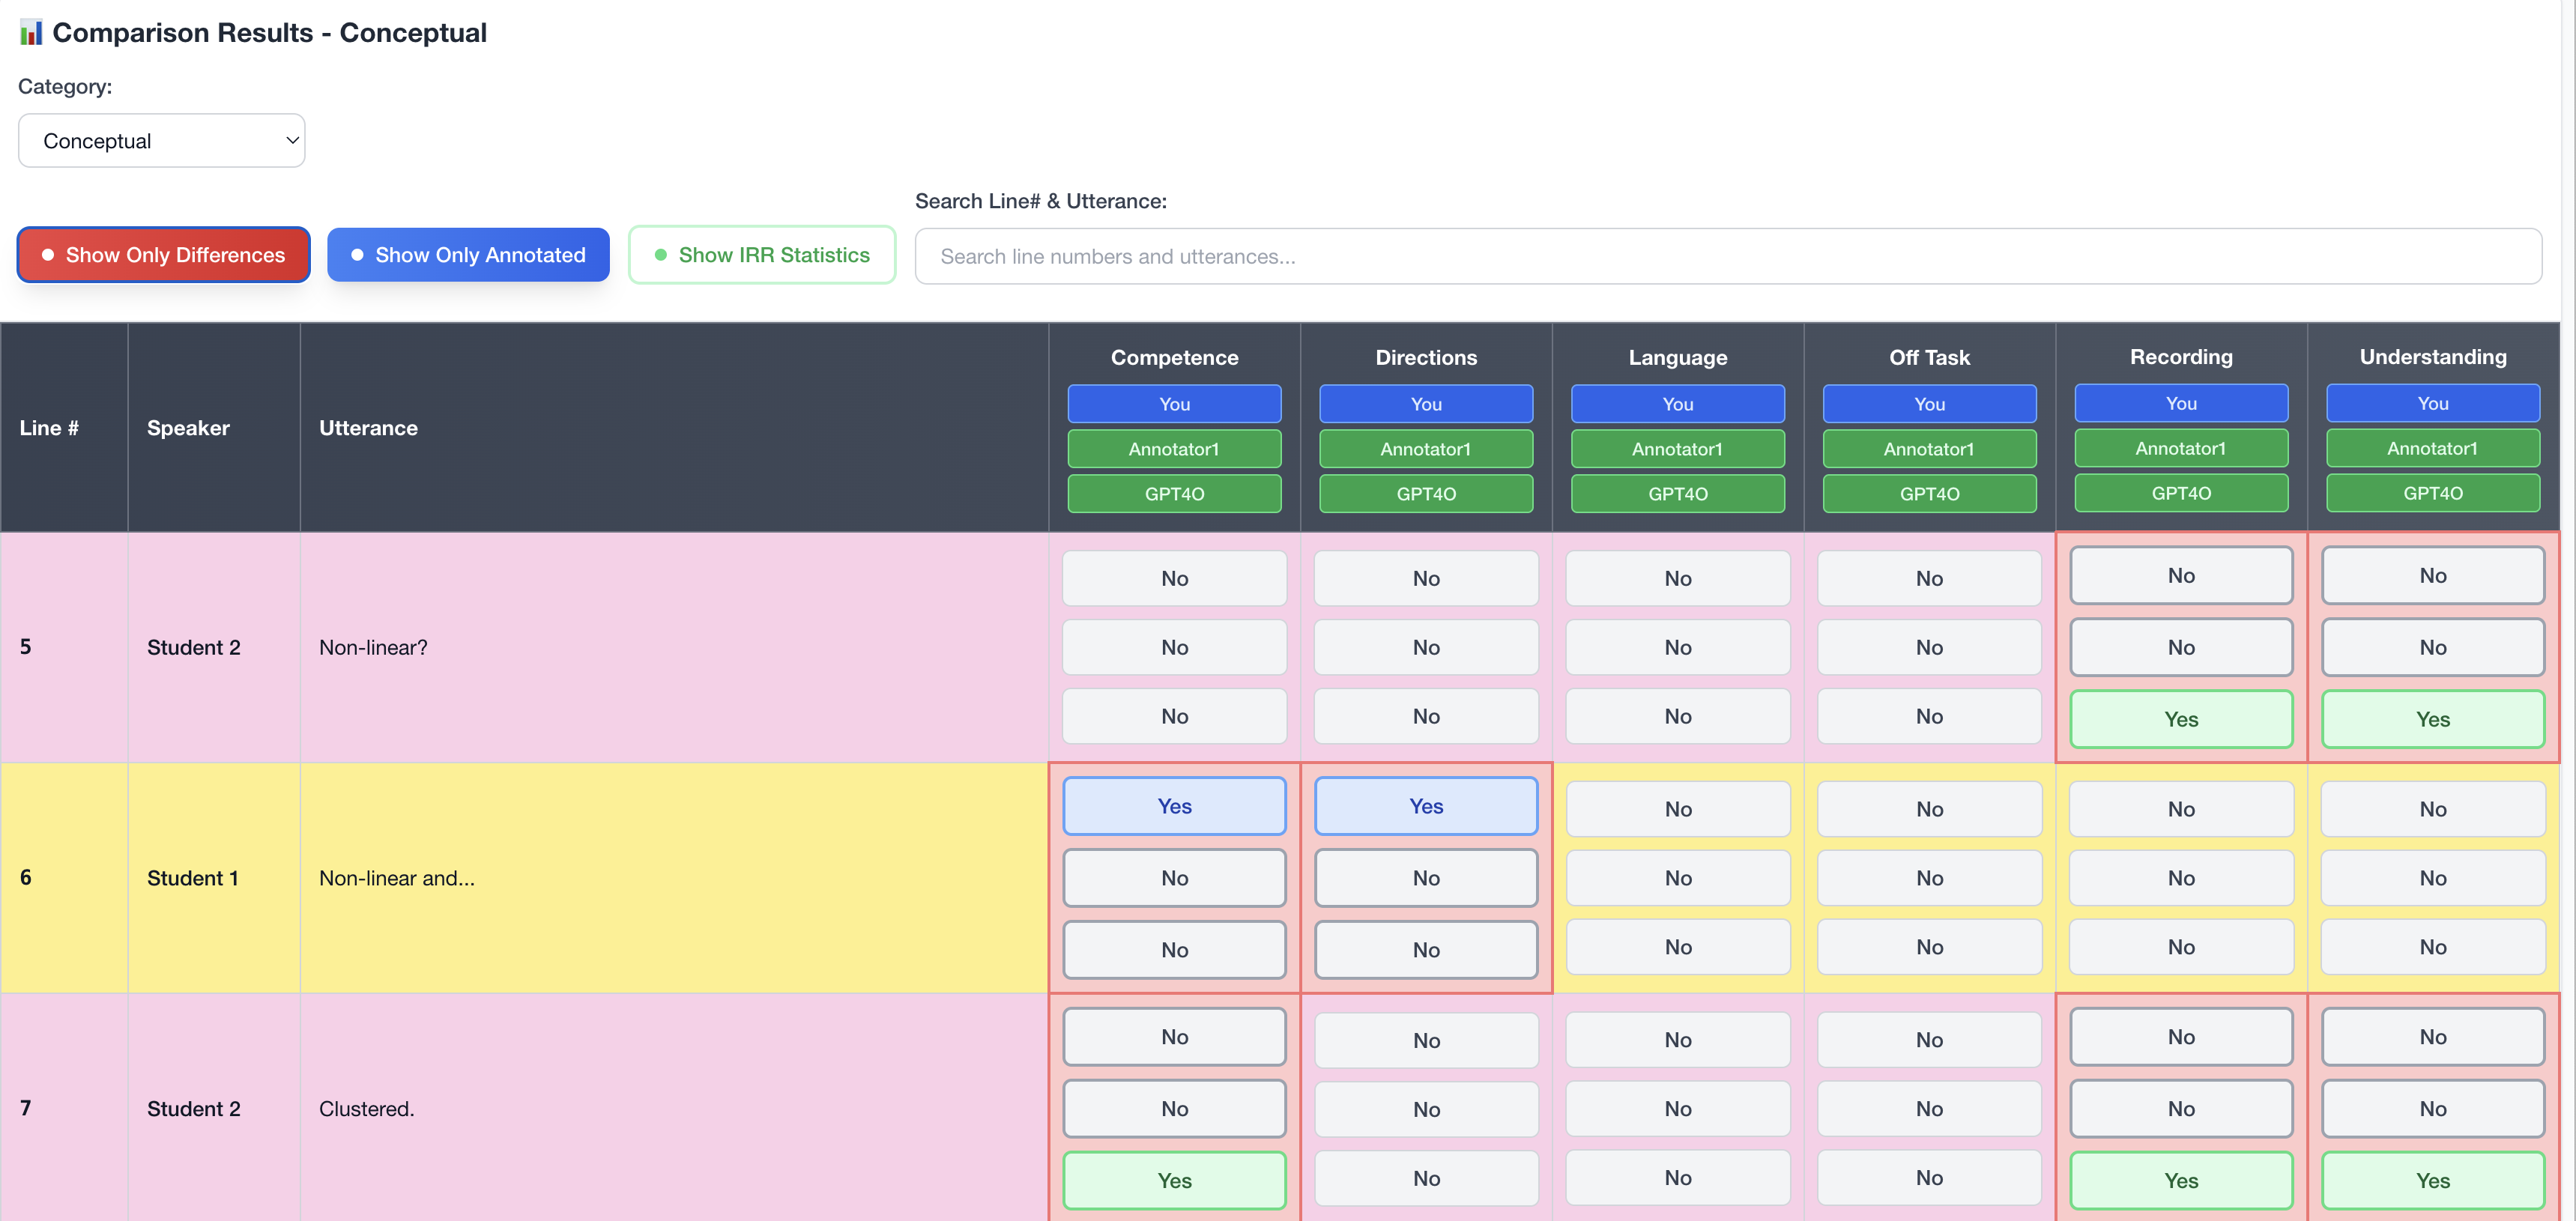 Comparison Results - Conceptual
Category:
Conceptual
Search Line# & Utterance:
Show Only Differences Show Only Annotated Show IRR Statistics Search line numbers and utterances...
Line # Speaker Utterance Competence Directions Language Off Task Recording Understanding
You You You You You You
Annotator1 Annotator1 Annotator1 Annotator1 Annotator1 Annotator1
GPT4O GPT4O GPT4O GPT4O GPT4O GPT4O
No No No No No No
5 Student 2 Non-linear? No No No No No No
No No No No Yes Yes
Yes Yes No No No No
6 Student 1 Non-linear and... No No No No No No
No No No No No No
No No No No No No
7 Student 2 Clustered. No No No No No No
Yes No No No Yes Yes